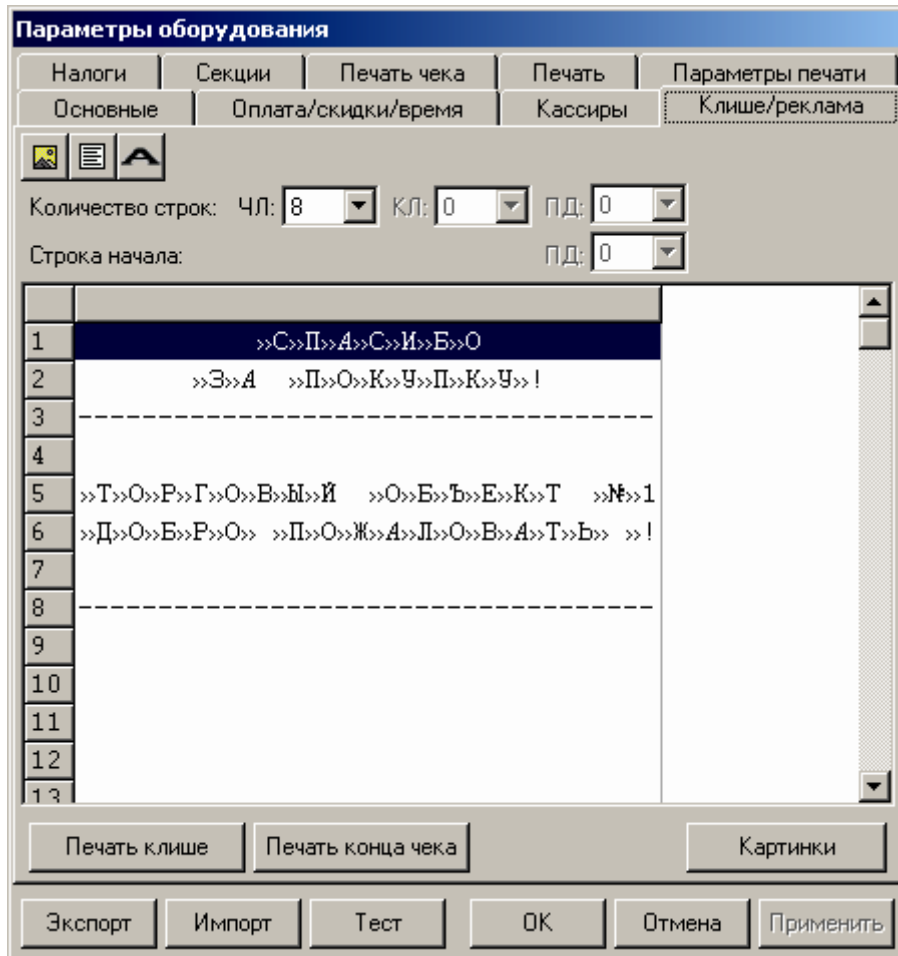 Параметры оборудования
Налоги Секции Печать чека Печать Параметры печати
Основные Оплата/скидки/время Кассиры Клише/реклама
Количество строк: ЧЛ: 8 КЛ: 0 ПД: 0
Строка начала: ПД: 0
1 »С»П»А»С»И»Б»О
2 »З»А »П»О»К»У»П»К»У»!
3 ------------------------------------
4
5 »Т»О»Р»Г»О»В»Ы»Й »О»Б»Ъ»Е»К»Т »№»1
6 »Д»О»Б»Р»О» »П»О»Ж»А»Л»О»В»А»Т»Ь» »!
7
8 ------------------------------------
9
10
11
12
13
Печать клише Печать конца чека Картинки
Экспорт Импорт Тест OK Отмена Применить